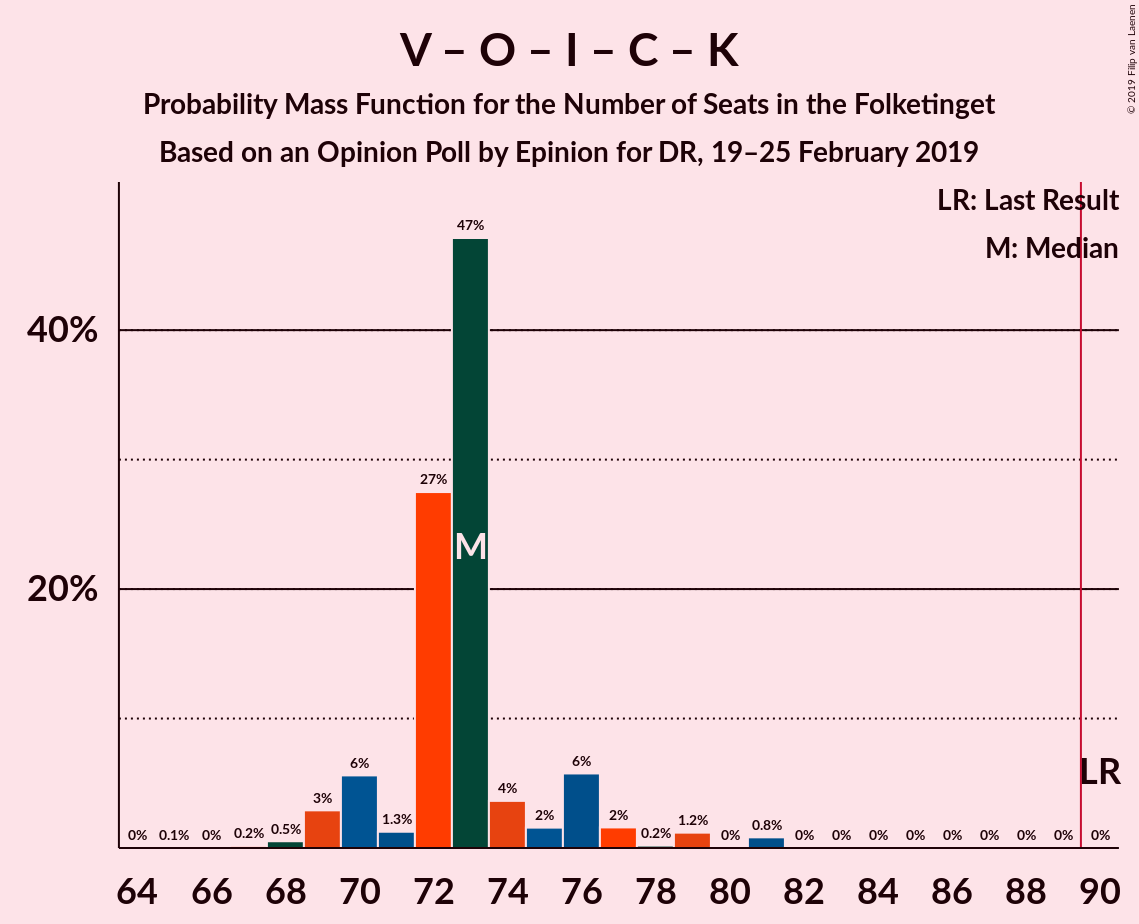 V – O – I – C – K
Probability Mass Function for the Number of Seats in the Folketinget
Based on an Opinion Poll by Epinion for DR, 19–25 February 2019
© 2019 Filip van Laenen
LR: Last Result
M: Median
47%
40%
27%
M
20%
LR
0% 0.1% 0% 0.2% 0.5% 3% 6% 1.3% 4% 2% 6% 2% 0.2% 1.2% 0% 0.8% 0% 0% 0% 0% 0% 0% 0% 0% 0%
64 66 68 70 72 74 76 78 80 82 84 86 88 90